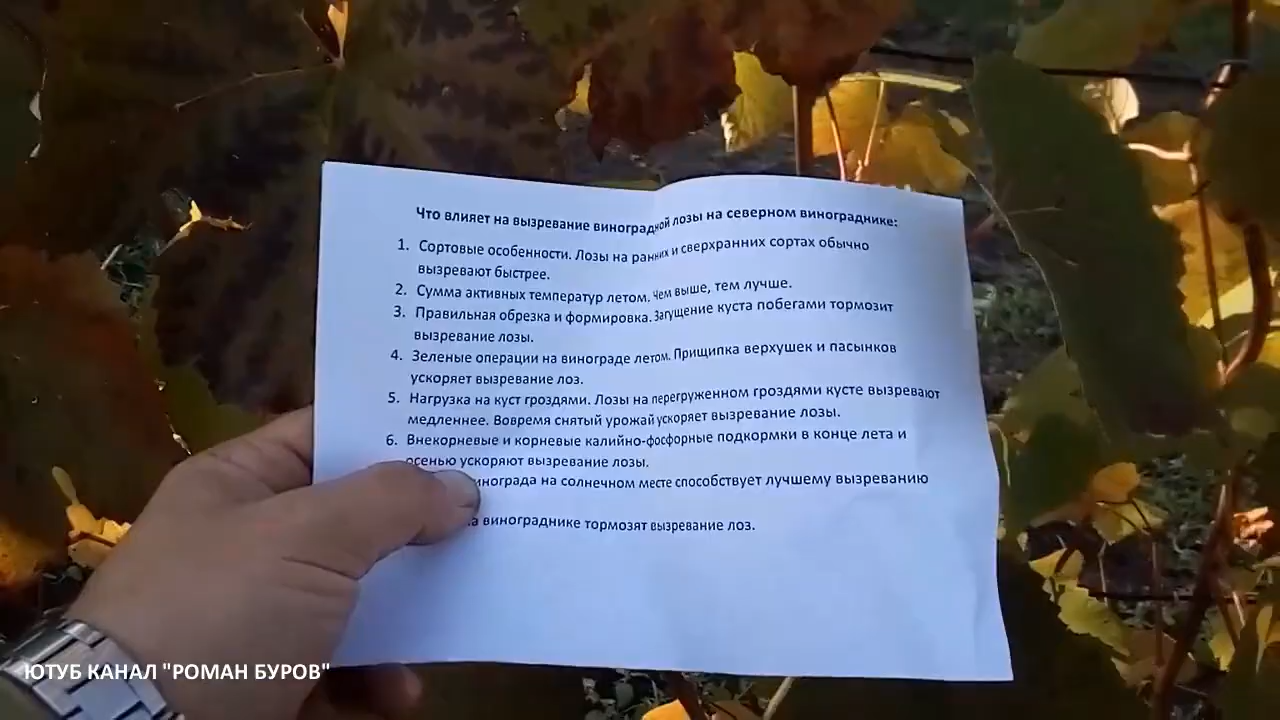 Что влияет на вызревание виноградной лозы на северном винограднике:
1. Сортовые особенности. Лозы на ранних и сверхранних сортах обычно
вызревают быстрее.
2. Сумма активных температур летом. Чем выше, тем лучше.
3. Правильная обрезка и формировка. Загущение куста побегами тормозит
вызревание лозы.
4. Зеленые операции на винограде летом. Прищипка верхушек и пасынков
ускоряет вызревание лоз.
5. Нагрузка на куст гроздями. Лозы на перегруженном гроздями кусте вызревают
медленнее. Вовремя снятый урожай ускоряет вызревание лозы.
6. Внекорневые и корневые калийно-фосфорные подкормки в конце лета и
осенью ускоряют вызревание лозы.
на солнечном месте способствует лучшему вызреванию
винограднике тормозят вызревание лоз.
ЮТУБ КАНАЛ "РОМАН БУРОВ"